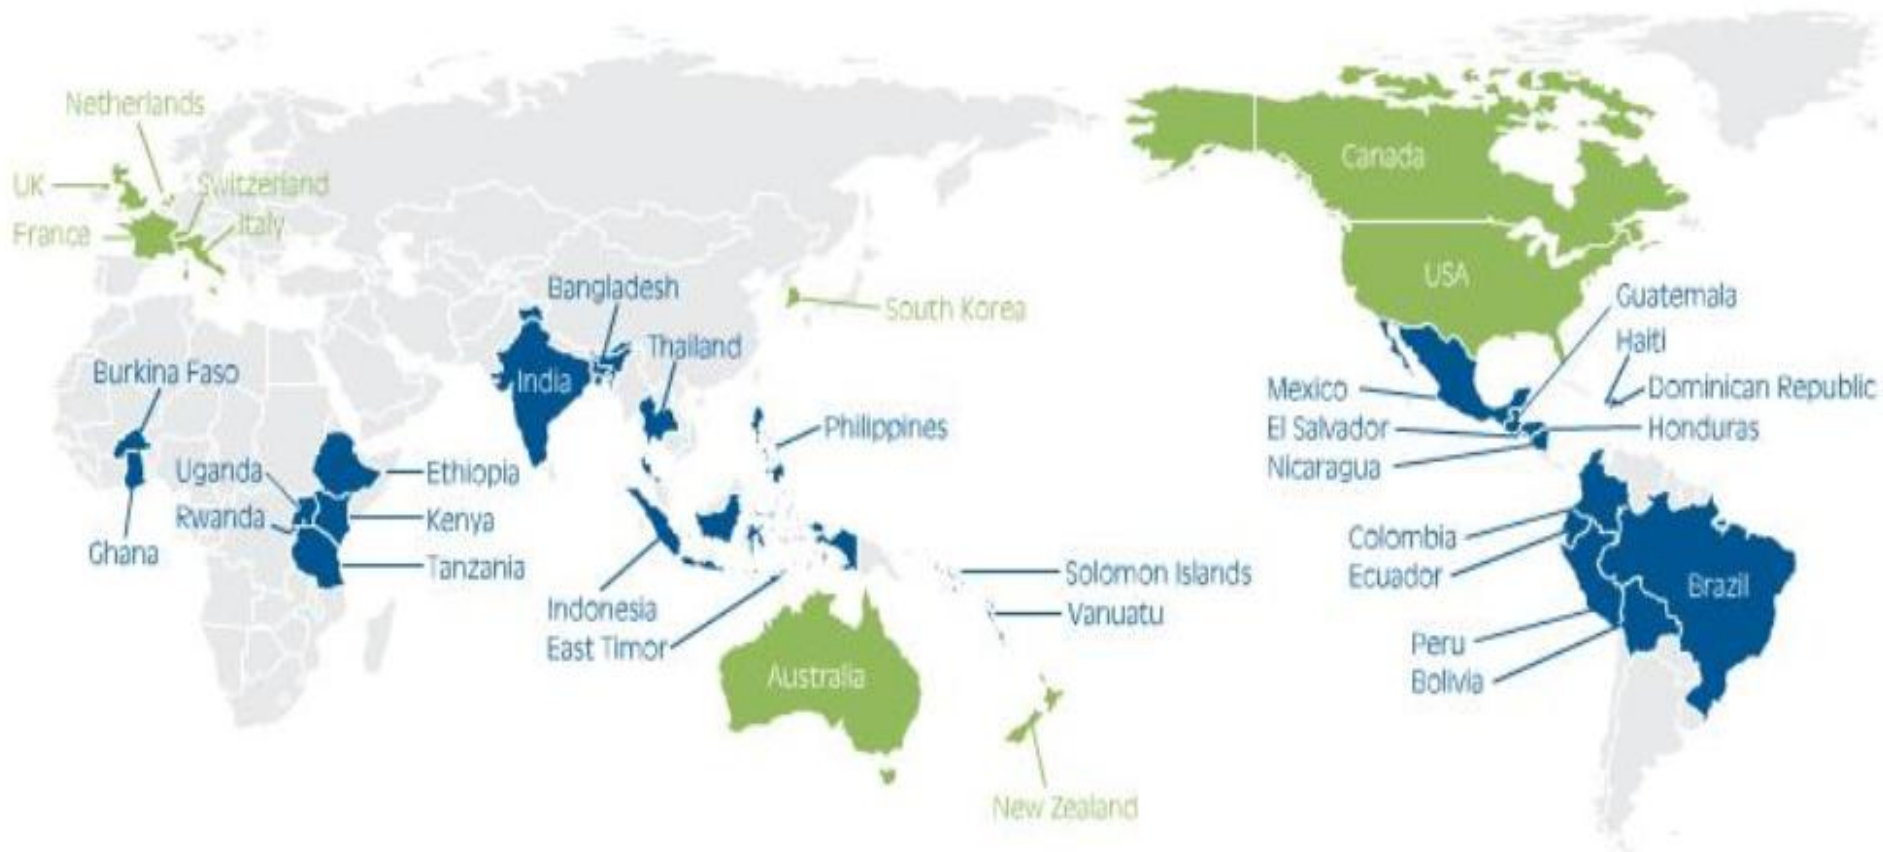 Netherlands
UK
Switzerland
Italy
France
Bangladesh
South Korea
Thailand
India
Burkina Faso
Philippines
Uganda
Ethiopia
Rwanda
Kenya
Ghana
Tanzania
Indonesia
East Timor
Solomon Islands
Vanuatu
Australia
New Zealand
Canada
USA
Guatemala
Haiti
Mexico
Dominican Republic
El Salvador
Honduras
Nicaragua
Colombia
Ecuador
Brazil
Peru
Bolivia